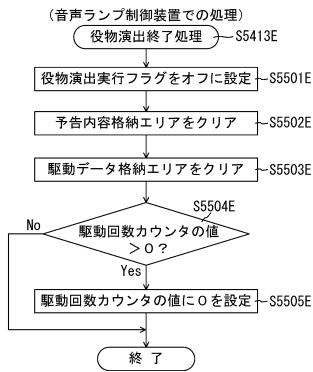 (音声ランプ制御装置での処理)
役物演出終了処理
S5413E
役物演出実行フラグをオフに設定
S5501E
予告内容格納エリアをクリア
S5502E
駆動データ格納エリアをクリア
S5503E
S5504E
駆動回数カウンタの値
>0?
No
Yes
駆動回数カウンタの値に0を設定
S5505E
終 了